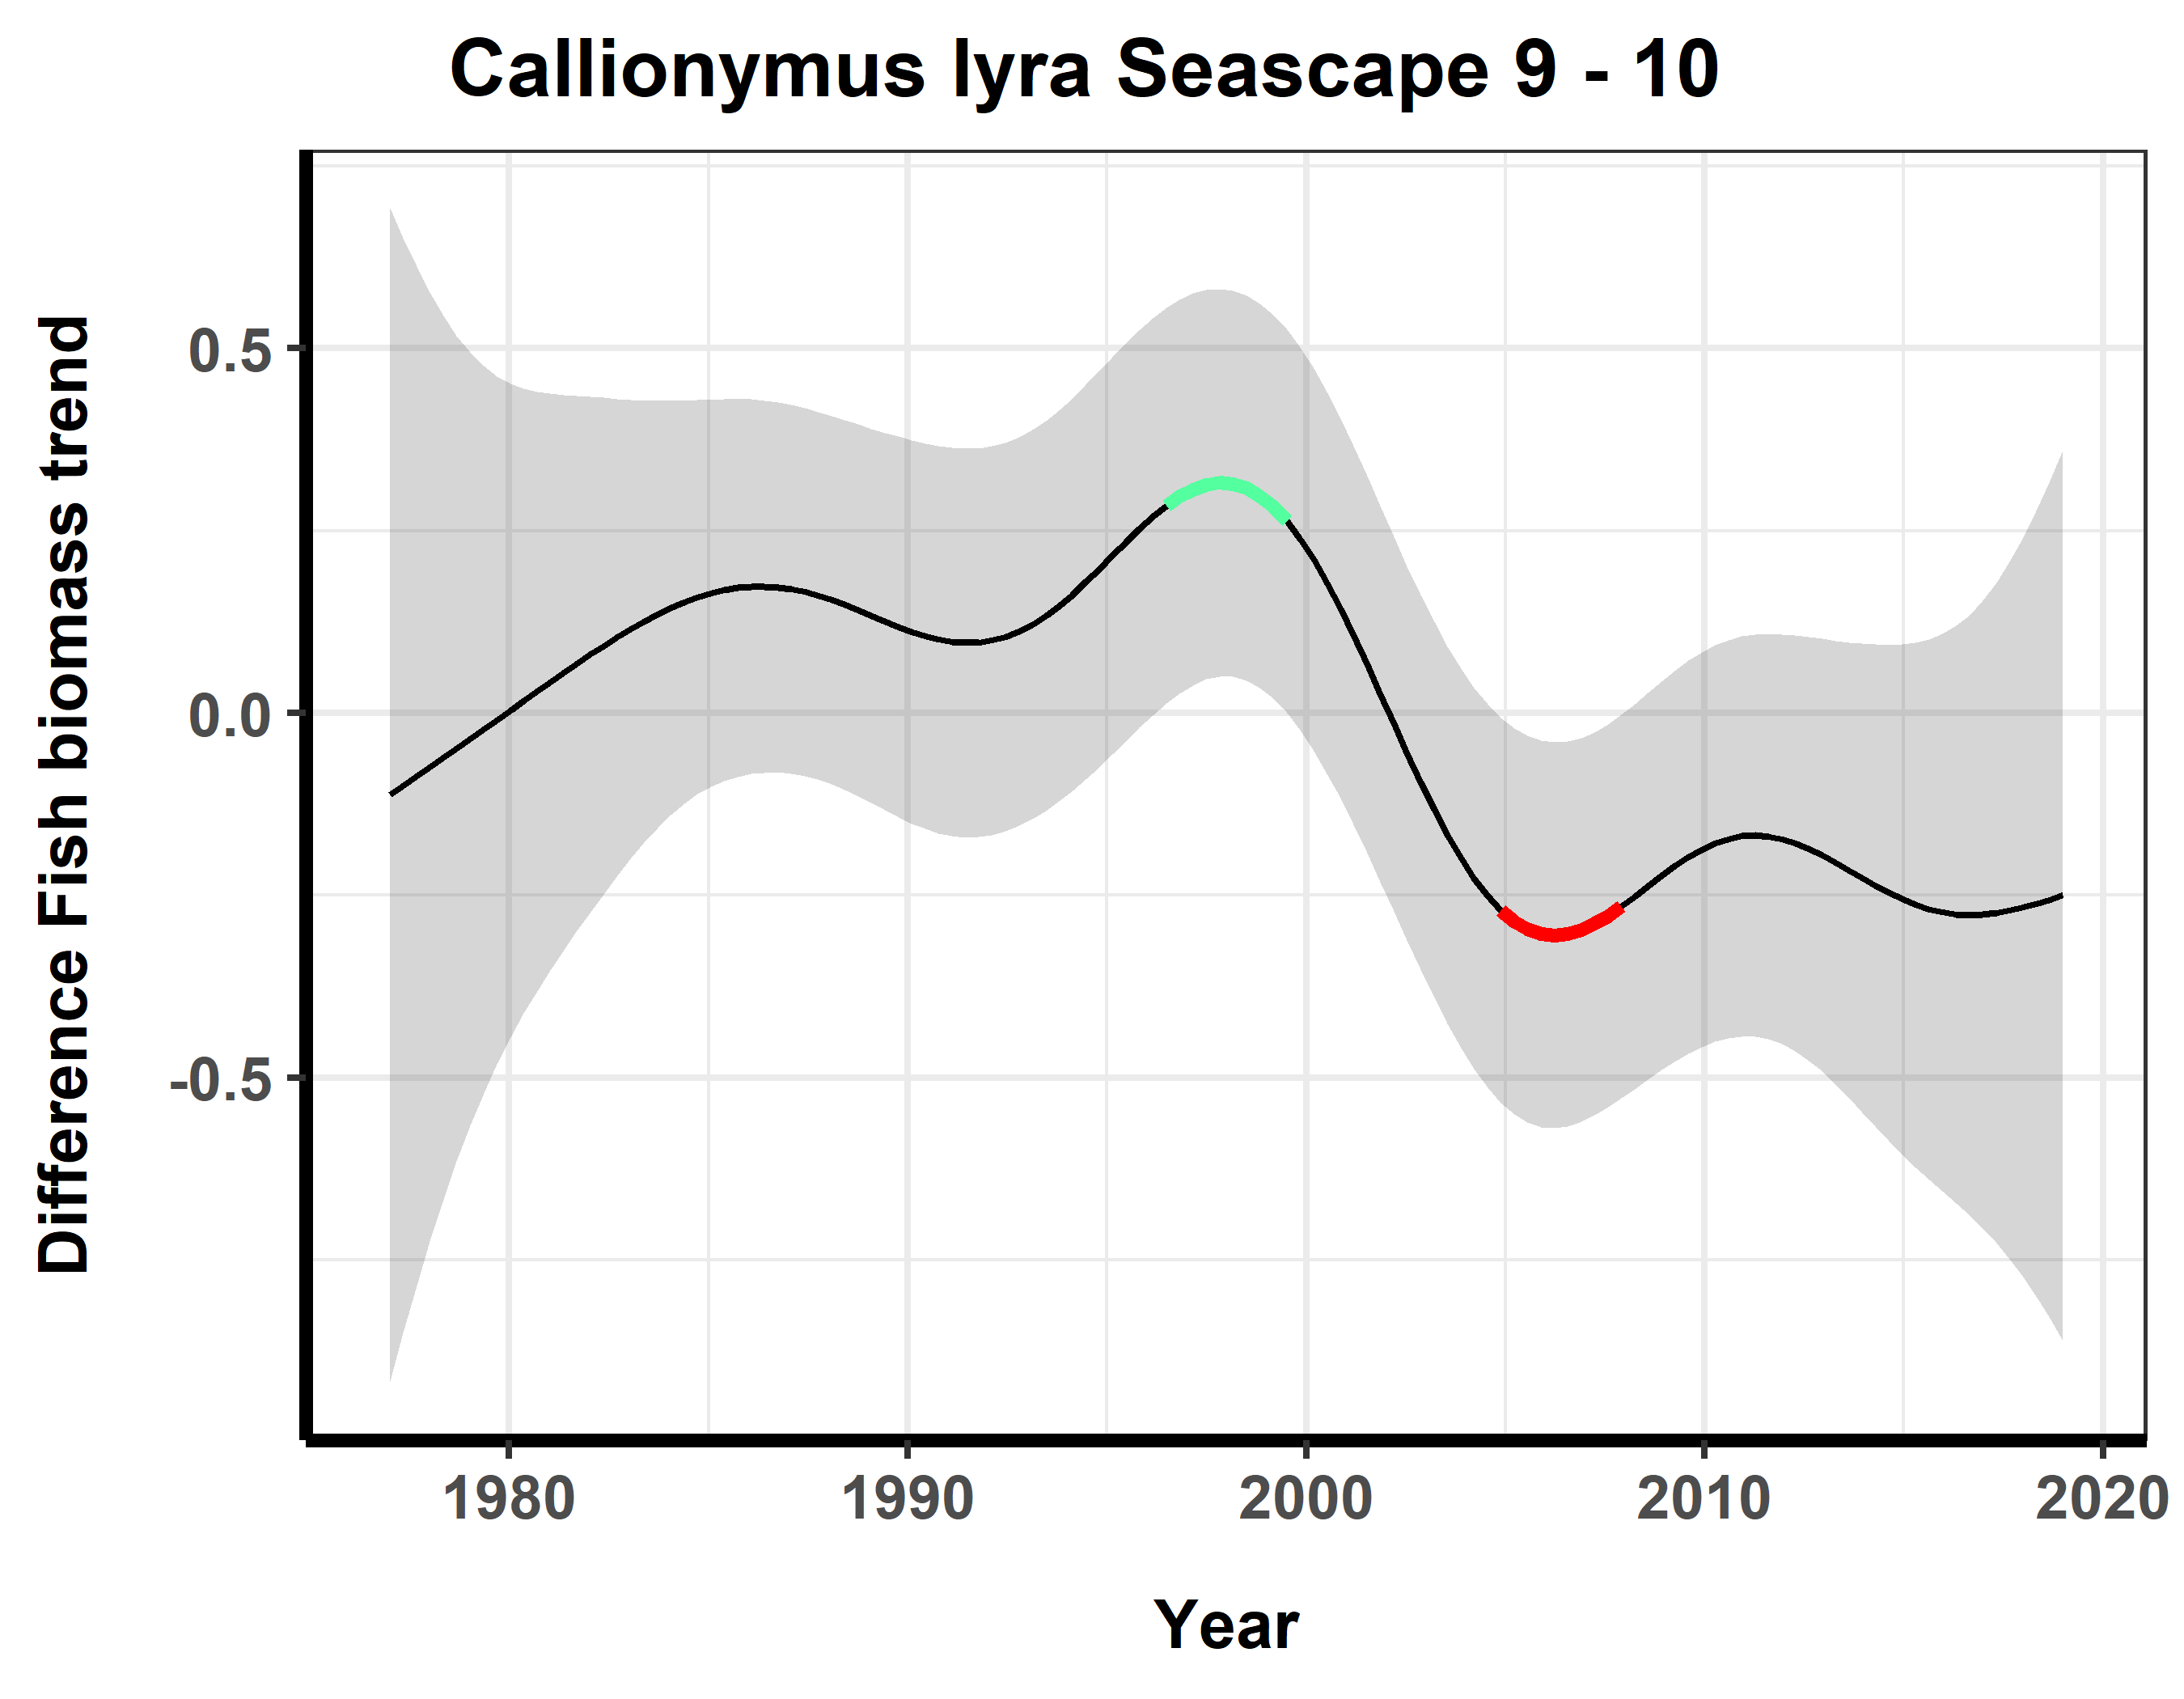 Callionymus lyra Seascape 9 - 10
Difference Fish biomass trend
0.5
0.0
-0.5
1980 1990 2000 2010 2020
Year